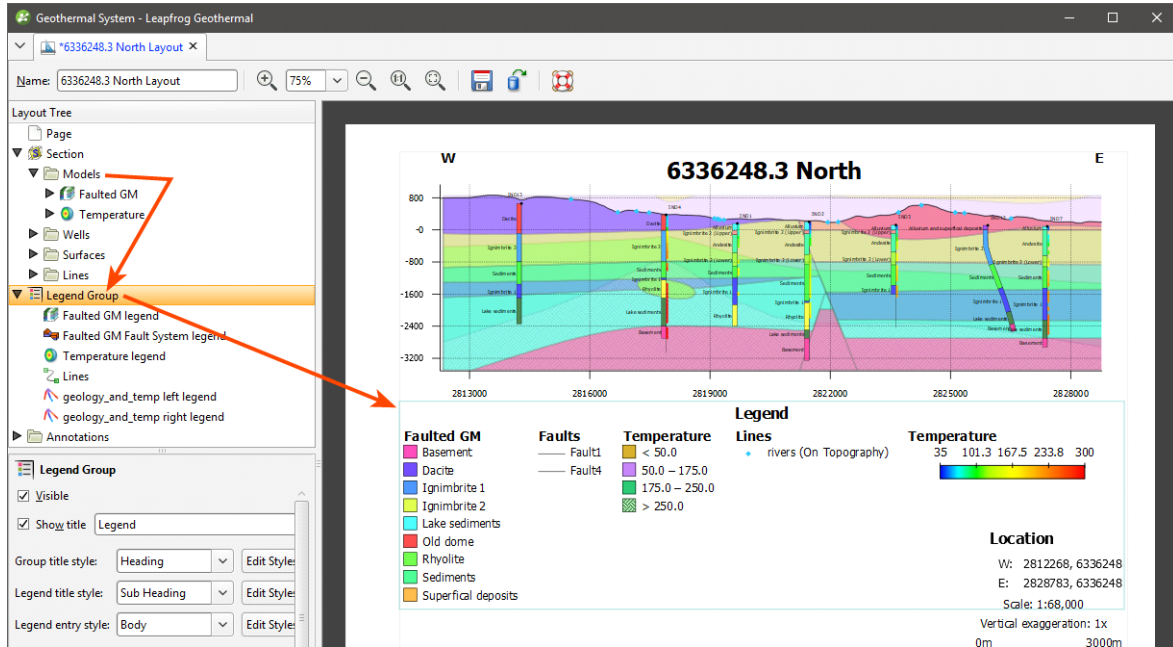 Geothermal System - Leapfrog Geothermal
*6336248.3 North Layout
Name: 6336248.3 North Layout 75%
Layout Tree
Page
Section
Models
Faulted GM
Temperature
Wells
Surfaces
Lines
Legend Group
Faulted GM legend
Faulted GM Fault System legend
Temperature legend
Lines
geology_and_temp left legend
geology_and_temp right legend
Annotations
Legend Group
Visible
Show title Legend
Group title style: Heading Edit Styles
Legend title style: Sub Heading Edit Styles
Legend entry style: Body Edit Styles
W E
6336248.3 North
800
-0
-800
-1600
-2400
-3200
2813000 2816000 2819000 2822000 2825000 2828000
Legend
Faulted GM
Basement
Dacite
Ignimbrite 1
Ignimbrite 2
Lake sediments
Old dome
Rhyolite
Sediments
Superfical deposits
Faults
Fault1
Fault4
Temperature
< 50.0
50.0 – 175.0
175.0 – 250.0
> 250.0
Lines
rivers (On Topography)
Temperature
35 101.3 167.5 233.8 300
Location
W: 2812268, 6336248
E: 2828783, 6336248
Scale: 1:68,000
Vertical exaggeration: 1x
0m 3000m